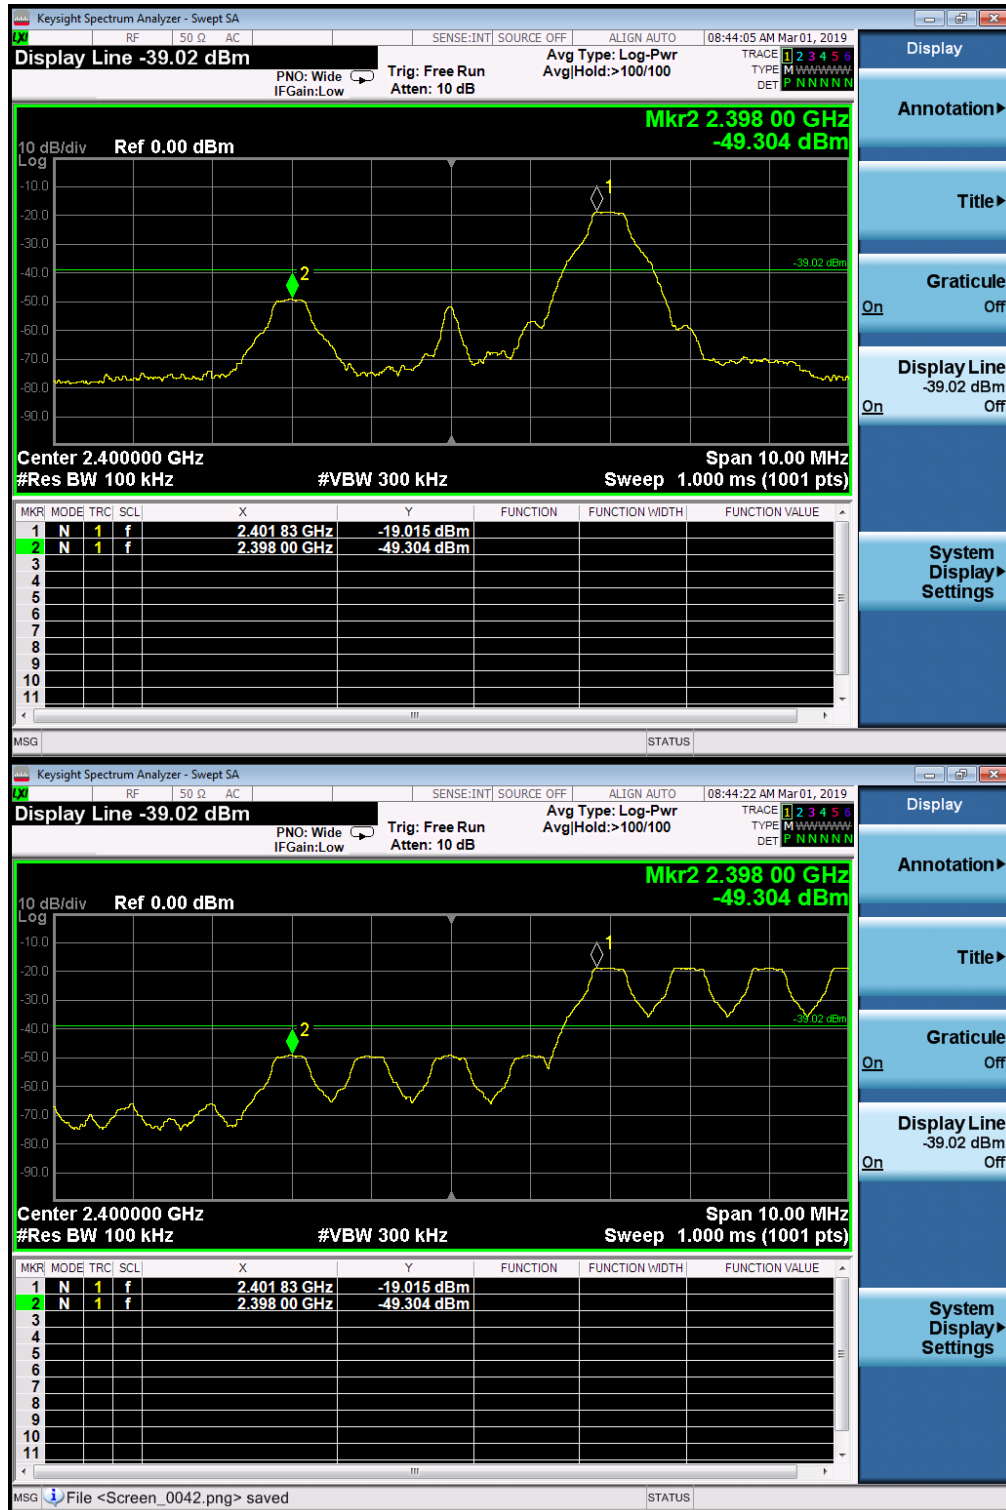 Keysight Spectrum Analyzer - Swept SA
LXI RF 50 Ω AC SENSE:INT SOURCE OFF ALIGN AUTO 08:44:05 AM Mar 01, 2019
Display Line -39.02 dBm
PNO: Wide
IFGain:Low
Trig: Free Run
Atten: 10 dB
Avg Type: Log-Pwr
Avg|Hold:>100/100
TRACE 1 2 3 4 5 6
TYPE M WWWWW
DET P N N N N N
Mkr2 2.398 00 GHz
-49.304 dBm
10 dB/div Ref 0.00 dBm
Log
-10.0
-20.0
-30.0
-40.0
-50.0
-60.0
-70.0
-80.0
-90.0
1
2
-39.02 dBm
Center 2.400000 GHz Span 10.00 MHz
#Res BW 100 kHz #VBW 300 kHz Sweep 1.000 ms (1001 pts)
MKR MODE TRC SCL X Y FUNCTION FUNCTION WIDTH FUNCTION VALUE
1 N 1 f 2.401 83 GHz -19.015 dBm
2 N 1 f 2.398 00 GHz -49.304 dBm
3
4
5
6
7
8
9
10
11
MSG STATUS
Display
Annotation
Title
Graticule
On Off
Display Line
-39.02 dBm
On Off
System
Display
Settings
Keysight Spectrum Analyzer - Swept SA
LXI RF 50 Ω AC SENSE:INT SOURCE OFF ALIGN AUTO 08:44:22 AM Mar 01, 2019
Display Line -39.02 dBm
PNO: Wide
IFGain:Low
Trig: Free Run
Atten: 10 dB
Avg Type: Log-Pwr
Avg|Hold:>100/100
TRACE 1 2 3 4 5 6
TYPE M WWWWW
DET P N N N N N
Mkr2 2.398 00 GHz
-49.304 dBm
10 dB/div Ref 0.00 dBm
Log
-10.0
-20.0
-30.0
-40.0
-50.0
-60.0
-70.0
-80.0
-90.0
1
2
-39.02 dBm
Center 2.400000 GHz Span 10.00 MHz
#Res BW 100 kHz #VBW 300 kHz Sweep 1.000 ms (1001 pts)
MKR MODE TRC SCL X Y FUNCTION FUNCTION WIDTH FUNCTION VALUE
1 N 1 f 2.401 83 GHz -19.015 dBm
2 N 1 f 2.398 00 GHz -49.304 dBm
3
4
5
6
7
8
9
10
11
MSG File <Screen_0042.png> saved STATUS
Display
Annotation
Title
Graticule
On Off
Display Line
-39.02 dBm
On Off
System
Display
Settings